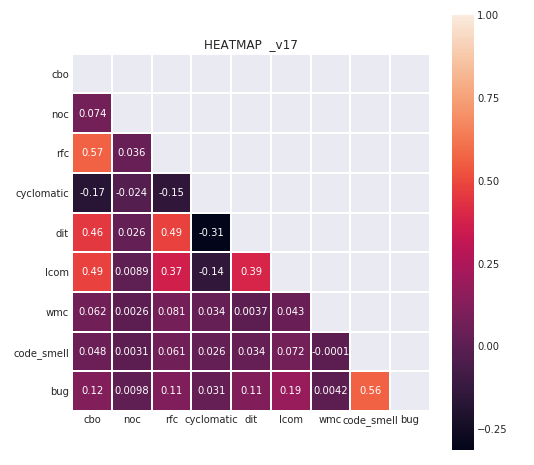 HEATMAP _v17
1.00
0.75
0.50
0.25
0.00
−0.25
cbo
noc 0.074
rfc 0.57 0.036
cyclomatic -0.17 -0.024 -0.15
dit 0.46 0.026 0.49 -0.31
lcom 0.49 0.0089 0.37 -0.14 0.39
wmc 0.062 0.0026 0.081 0.034 0.0037 0.043
code_smell 0.048 0.0031 0.061 0.026 0.034 0.072 -0.0001
bug 0.12 0.0098 0.11 0.031 0.11 0.19 0.0042 0.56
cbo noc rfc cyclomatic dit lcom wmc code_smell bug